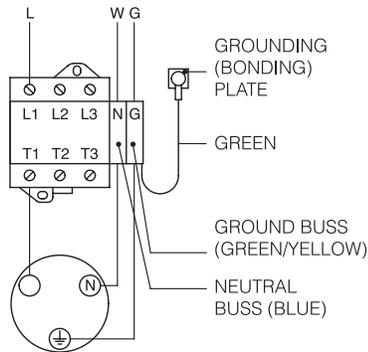 L W G
GROUNDING
(BONDING)
PLATE
L1 L2 L3 N G
T1 T2 T3
GREEN
GROUND BUSS
(GREEN/YELLOW)
NEUTRAL
BUSS (BLUE)
N